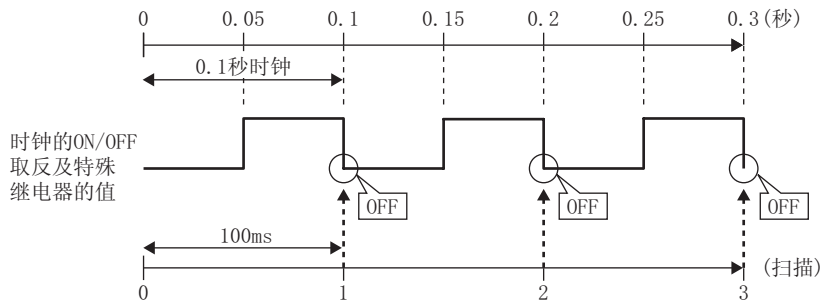 0 0.05 0.1 0.15 0.2 0.25 0.3(秒)
0.1秒时钟
时钟的ON/OFF
取反及特殊
继电器的值
OFF OFF OFF
100ms
(扫描)
0 1 2 3